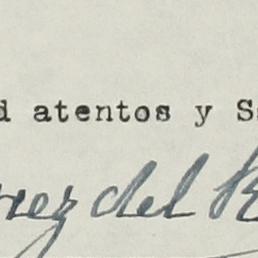 d atentos y S
rez del R